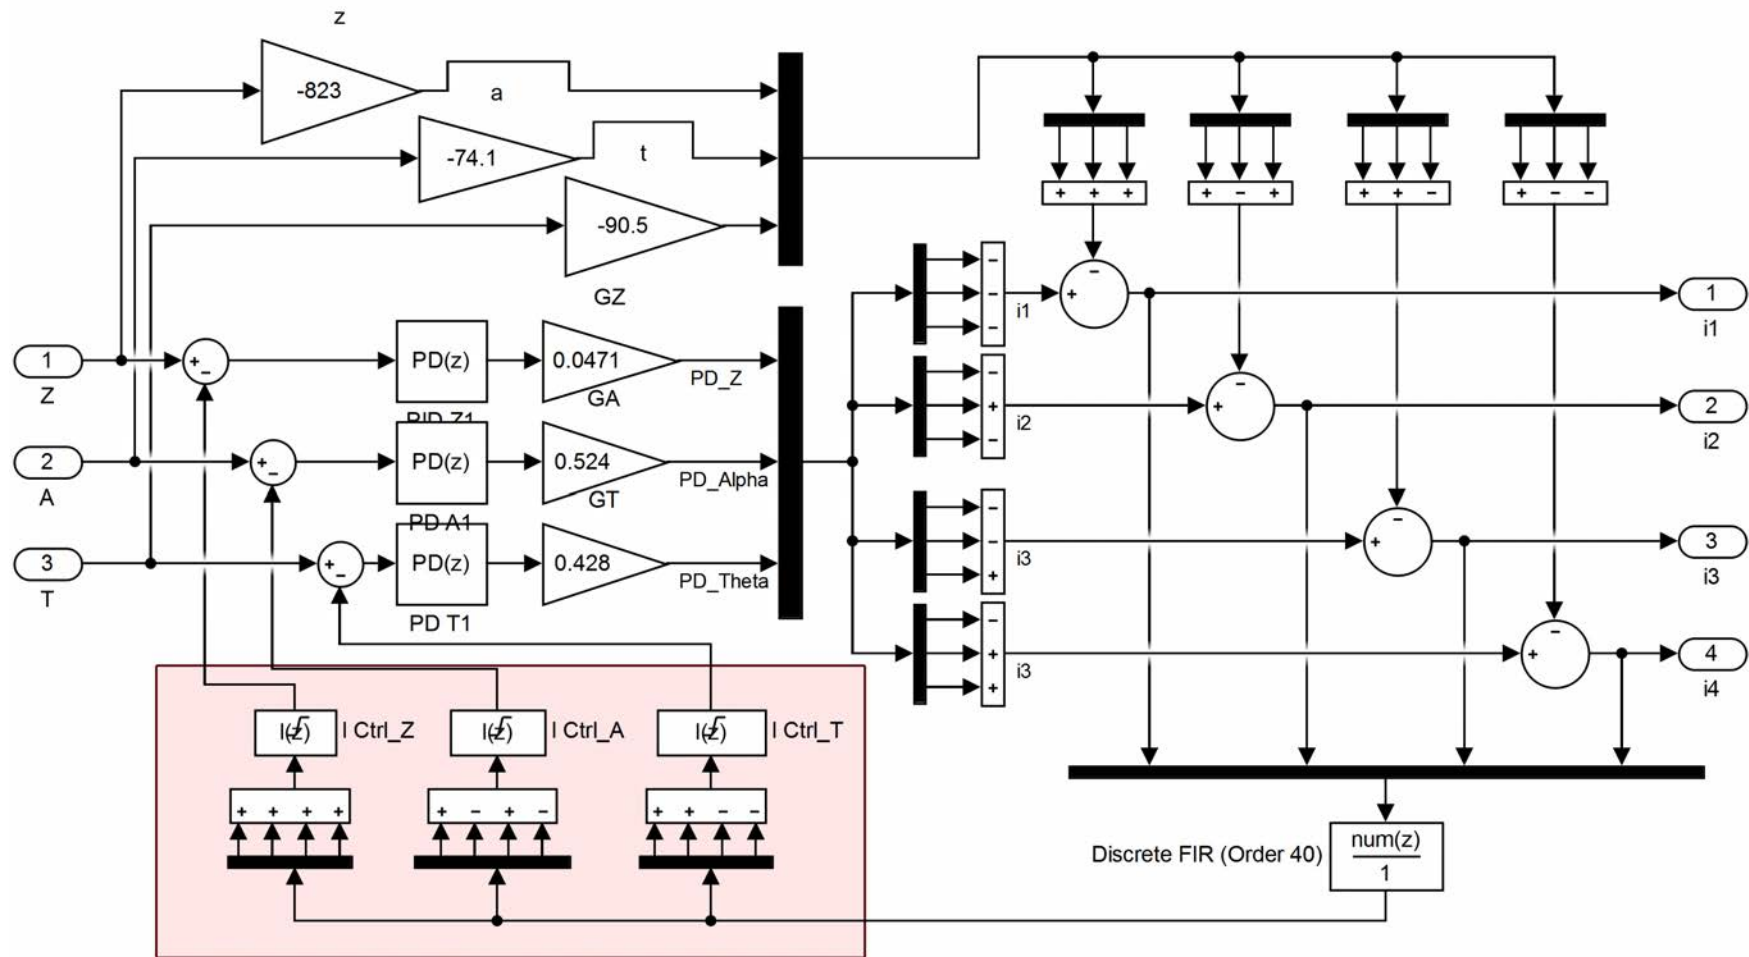 z
-823
a
-74.1
t
-90.5
+ + +
+ − +
+ + −
+ − −
GZ
−
−
−
i1
−
+
1
i1
1
Z
+
−
PD(z)
0.0471
PD_Z
GA
PID Z1
−
+
−
i2
−
+
2
i2
2
A
+
−
PD(z)
0.524
PD_Alpha
GT
PD A1
−
−
+
i3
−
+
3
i3
3
T
+
−
PD(z)
0.428
PD_Theta
PD T1
−
+
+
i3
−
+
4
i4
I(z) I Ctrl_Z
I(z) I Ctrl_A
I(z) I Ctrl_T
+ + + +
+ − + −
+ + − −
Discrete FIR (Order 40)
num(z)
1